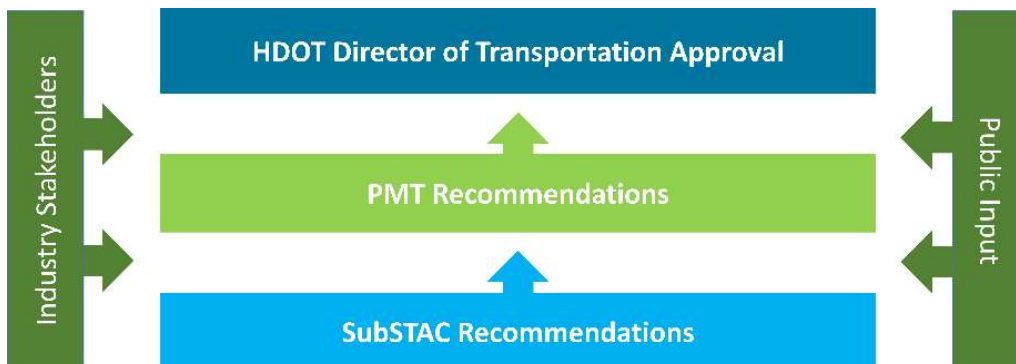 Industry Stakeholders
HDOT Director of Transportation Approval
PMT Recommendations
SubSTAC Recommendations
Public Input